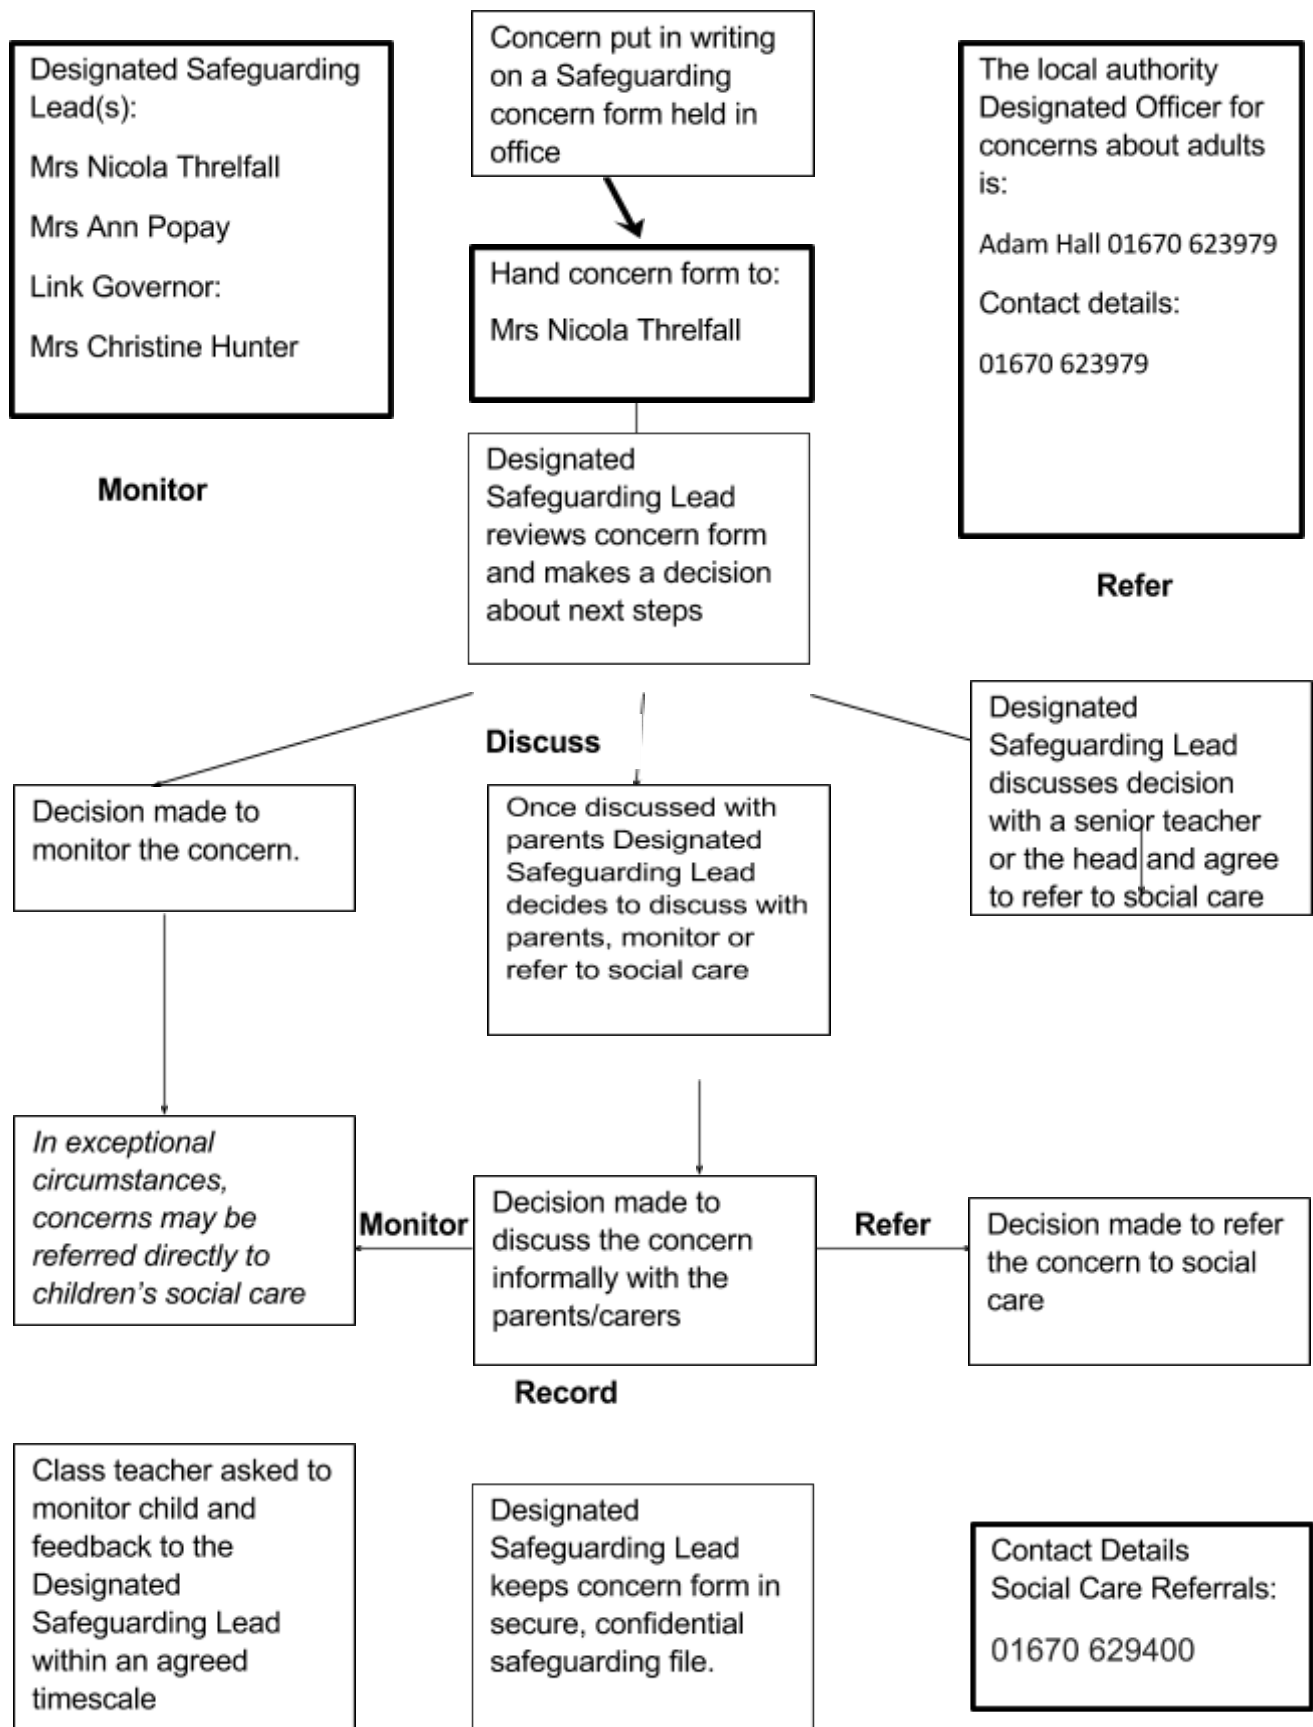 Designated Safeguarding
Lead(s):
Mrs Nicola Threlfall
Mrs Ann Popay
Link Governor:
Mrs Christine Hunter
Concern put in writing
on a Safeguarding
concern form held in
office
The local authority
Designated Officer for
concerns about adults
is:
Adam Hall 01670 623979
Contact details:
01670 623979
Hand concern form to:
Mrs Nicola Threlfall
Monitor
Designated
Safeguarding Lead
reviews concern form
and makes a decision
about next steps
Refer
Discuss
Decision made to
monitor the concern.
Once discussed with
parents Designated
Safeguarding Lead
decides to discuss with
parents, monitor or
refer to social care
Designated
Safeguarding Lead
discusses decision
with a senior teacher
or the head and agree
to refer to social care
In exceptional
circumstances,
concerns may be
referred directly to
children’s social care
Monitor
Decision made to
discuss the concern
informally with the
parents/carers
Refer
Decision made to refer
the concern to social
care
Record
Class teacher asked to
monitor child and
feedback to the
Designated
Safeguarding Lead
within an agreed
timescale
Designated
Safeguarding Lead
keeps concern form in
secure, confidential
safeguarding file.
Contact Details
Social Care Referrals:
01670 629400